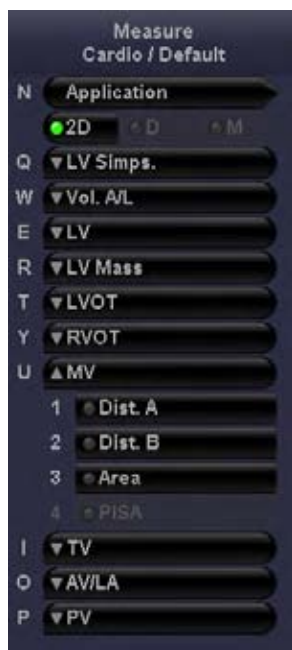 Measure
Cardio / Default
N Application
2D D M
Q LV Simps.
W Vol. A/L
E LV
R LV Mass
T LVOT
Y RVOT
U MV
1 Dist. A
2 Dist. B
3 Area
4 PISA
I TV
O AV/LA
P PV